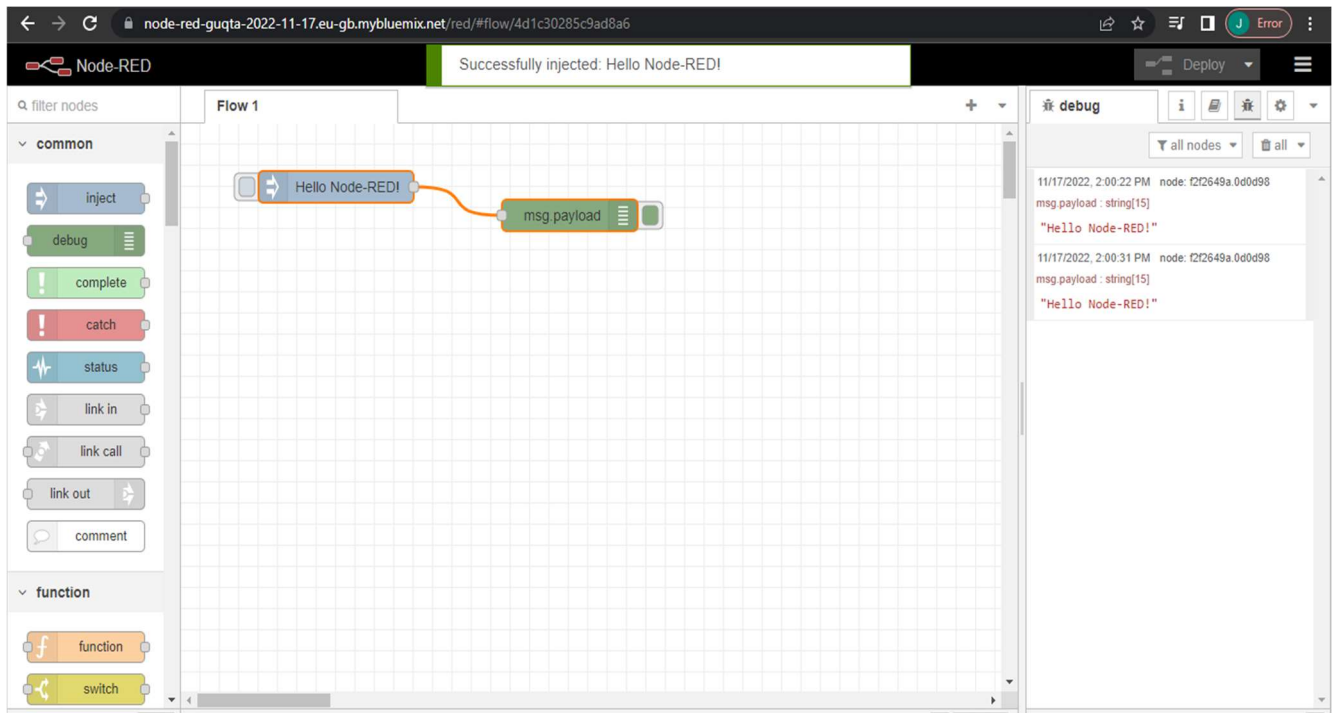 node-red-guqta-2022-11-17.eu-gb.mybluemix.net/red/#flow/4d1c30285c9ad8a6
J Error
Node-RED
Successfully injected: Hello Node-RED!
Deploy
filter nodes
Flow 1
debug
i
common
all nodes
all
inject
debug
complete
catch
status
link in
link call
link out
comment
function
function
switch
Hello Node-RED!
msg.payload
11/17/2022, 2:00:22 PM node: f2f2649a.0d0d98
msg.payload : string[15]
"Hello Node-RED!"
11/17/2022, 2:00:31 PM node: f2f2649a.0d0d98
msg.payload : string[15]
"Hello Node-RED!"